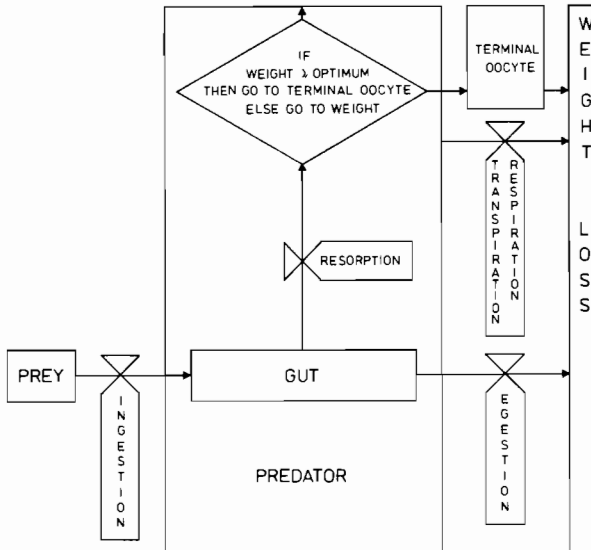 IF
WEIGHT ≥ OPTIMUM
THEN GO TO TERMINAL OOCYTE
ELSE GO TO WEIGHT
TERMINAL
OOCYTE
WEIGHT LOSS
TRANSPIRATION
RESPIRATION
RESORPTION
PREY
GUT
INGESTION
EGESTION
PREDATOR